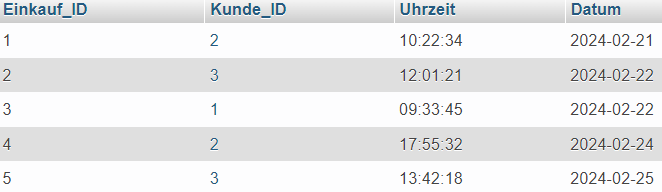 Einkauf_ID Kunde_ID Uhrzeit Datum
1 2 10:22:34 2024-02-21
2 3 12:01:21 2024-02-22
3 1 09:33:45 2024-02-22
4 2 17:55:32 2024-02-24
5 3 13:42:18 2024-02-25